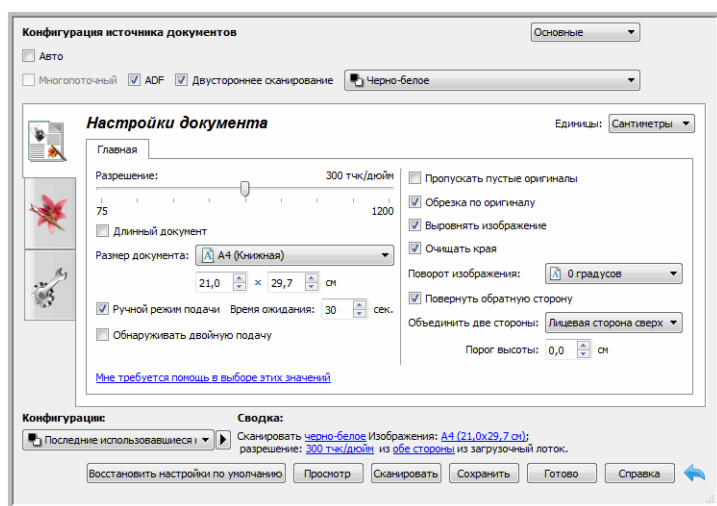 Конфигурация источника документов
Основные
Авто
Многопоточный ADF Двустороннее сканирование Черно-белое
Настройки документа
Единицы: Сантиметры
Главная
Разрешение: 300 тчк/дюйм
75 1200
Длинный документ
Размер документа: A4 (Книжная)
21,0 × 29,7 см
Ручной режим подачи Время ожидания: 30 сек.
Обнаруживать двойную подачу
Мне требуется помощь в выборе этих значений
Пропускать пустые оригиналы
Обрезка по оригиналу
Выровнять изображение
Очищать края
Поворот изображения: 0 градусов
Повернуть обратную сторону
Объединить две стороны: Лицевая сторона сверх
Порог высоты: 0,0 см
Конфигурации: Сводка:
Последние использовавшиеся
Сканировать черно-белое Изображения: A4 (21,0x29,7 см);
разрешение: 300 тчк/дюйм из обе стороны из загрузочный лоток.
Восстановить настройки по умолчанию Просмотр Сканировать Сохранить Готово Справка